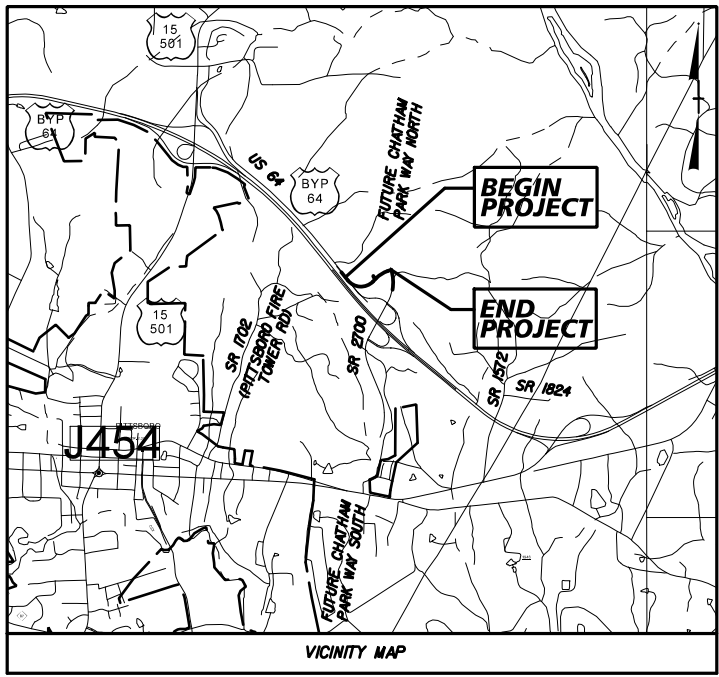 15
501
BYP
64
US 64
BYP
64
FUTURE CHATHAM
PARK WAY NORTH
BEGIN
PROJECT
END
PROJECT
15
501
SR 1702
(PITTSBORO FIRE
TOWER RD)
SR 2700
SR 1572
SR 1824
PITTSBORO
J454
FUTURE CHATHAM
PARK WAY SOUTH
VICINITY MAP